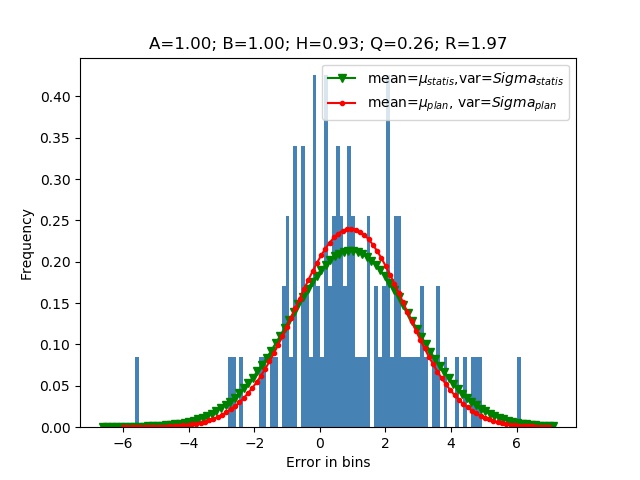 A=1.00; B=1.00; H=0.93; Q=0.26; R=1.97
mean=μstatis,var=Sigmastatis
mean=μplan, var=Sigmaplan
Frequency
0.40
0.35
0.30
0.25
0.20
0.15
0.10
0.05
0.00
−6 −4 −2 0 2 4 6
Error in bins